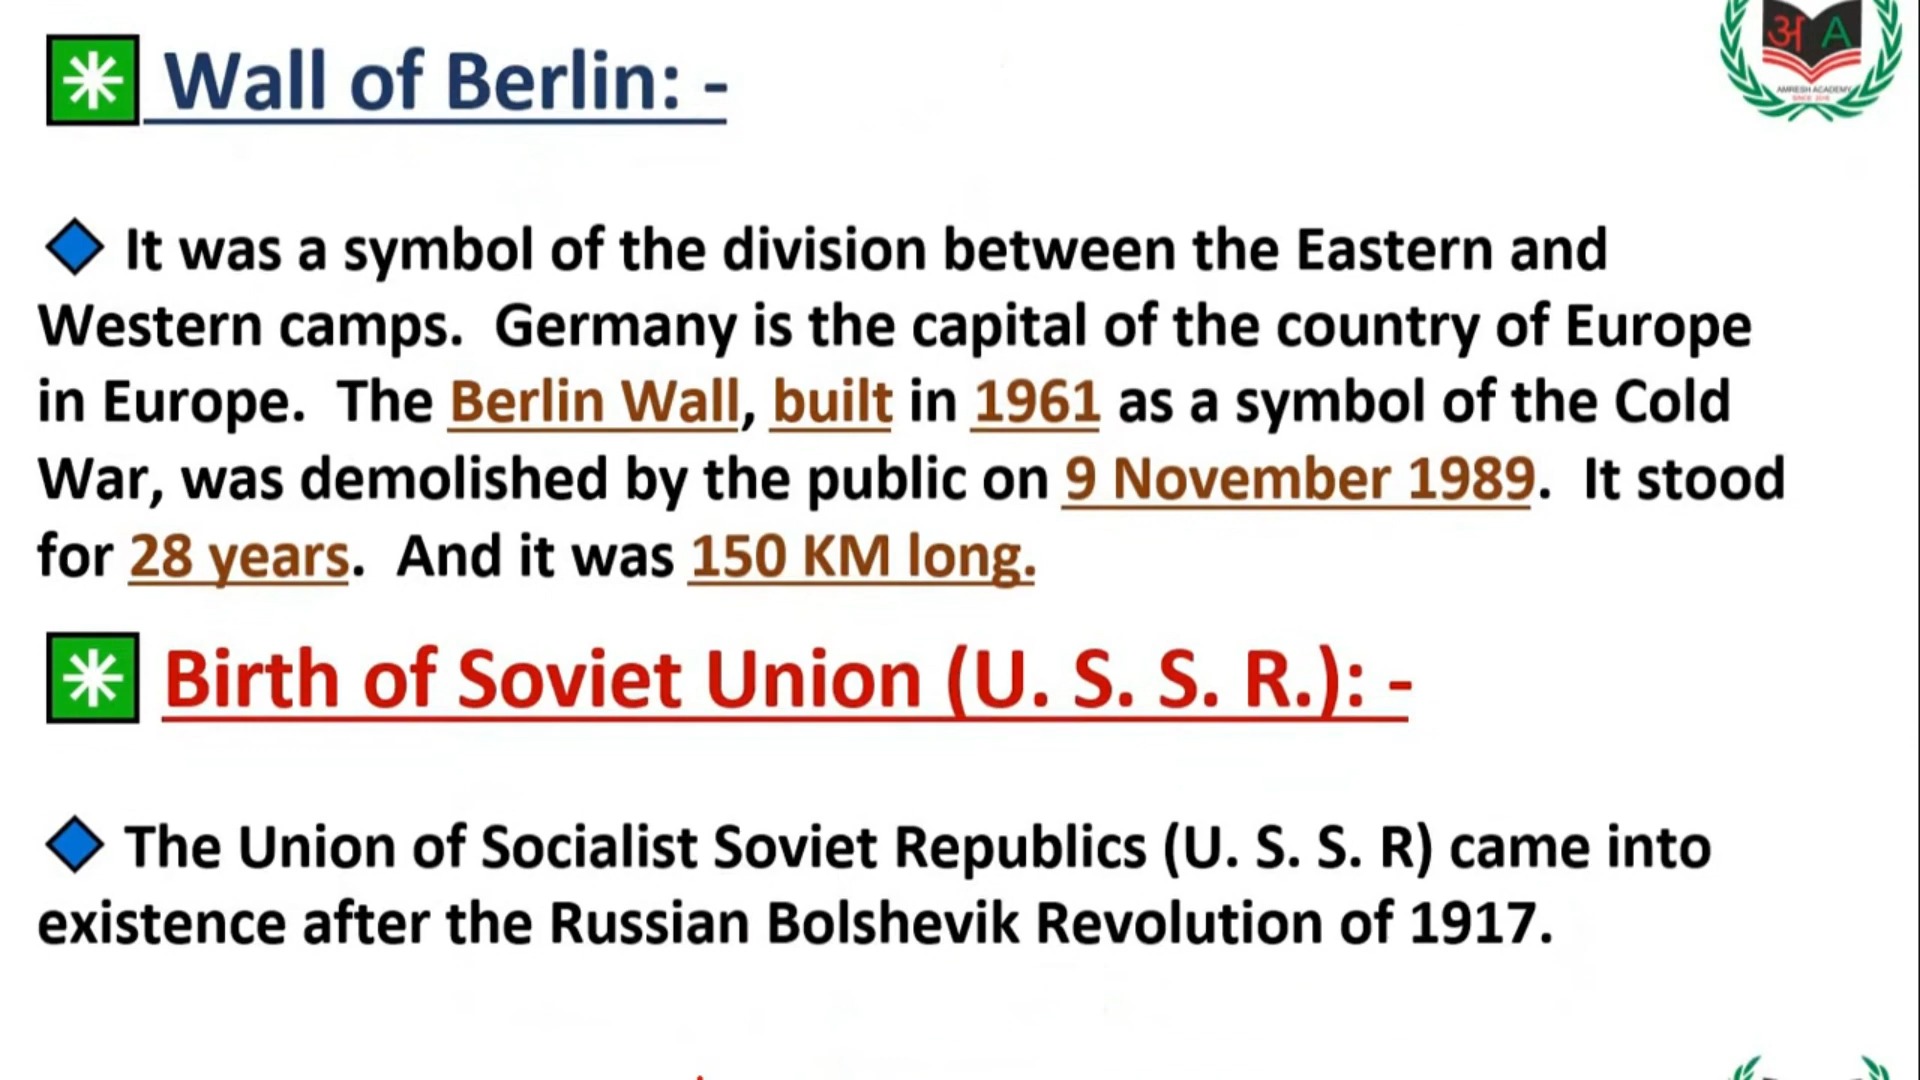 अ A
AMRESH ACADEMY
SINCE 2016
Wall of Berlin: -
It was a symbol of the division between the Eastern and
Western camps. Germany is the capital of the country of Europe
in Europe. The Berlin Wall, built in 1961 as a symbol of the Cold
War, was demolished by the public on 9 November 1989. It stood
for 28 years. And it was 150 KM long.
Birth of Soviet Union (U. S. S. R.): -
The Union of Socialist Soviet Republics (U. S. S. R) came into
existence after the Russian Bolshevik Revolution of 1917.